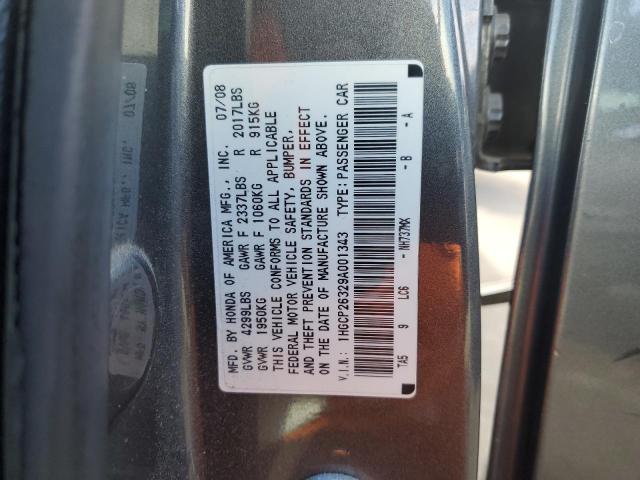 MFD. BY HONDA OF AMERICA MFG., INC. 07/08
GVWR 4299LBS GAWR F 2337LBS R 2017LBS
GVWR 1950KG GAWR F 1060KG R 915KG
THIS VEHICLE CONFORMS TO ALL APPLICABLE
FEDERAL MOTOR VEHICLE SAFETY, BUMPER,
AND THEFT PREVENTION STANDARDS IN EFFECT
ON THE DATE OF MANUFACTURE SHOWN ABOVE.
V.I.N.: 1HGCP26329A001343 TYPE: PASSENGER CAR
TA5 9 LC6 - NH737MX - B - A